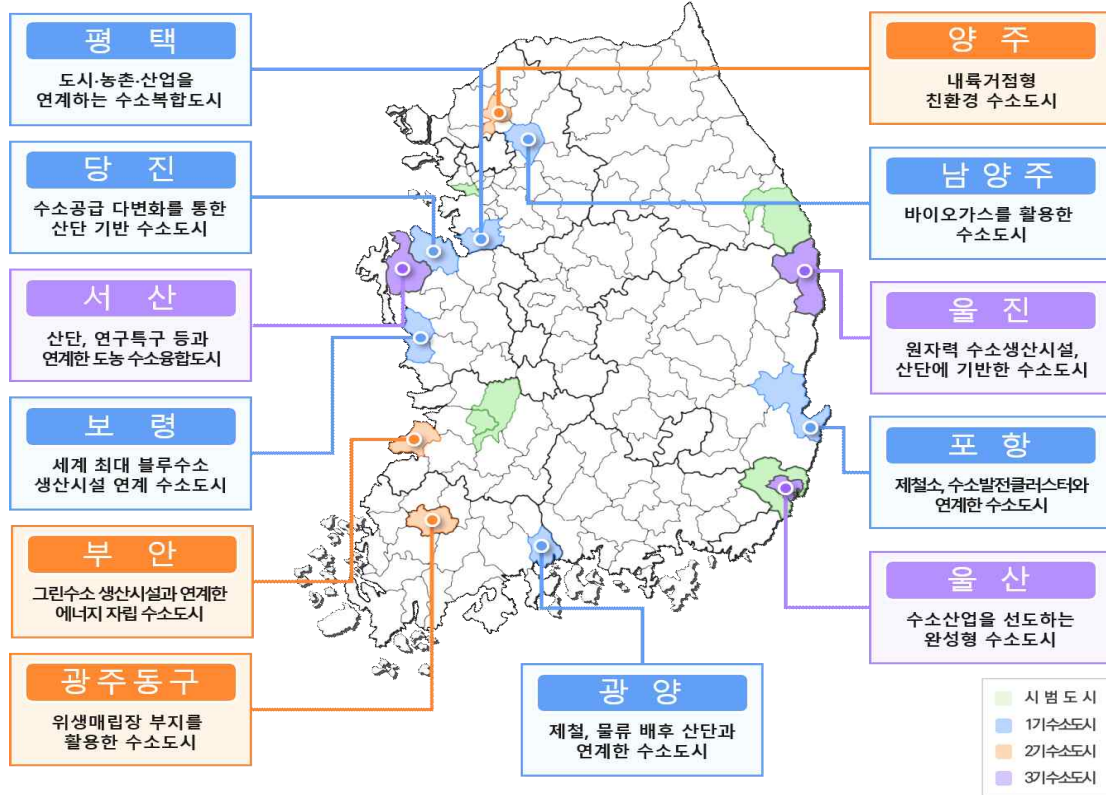 평 택
도시·농촌·산업을
연계하는 수소복합도시
당 진
수소공급 다변화를 통한
산단 기반 수소도시
서 산
산단, 연구특구 등과
연계한 도농 수소융합도시
보 령
세계 최대 블루수소
생산시설 연계 수소도시
부 안
그린수소 생산시설과 연계한
에너지 자립 수소도시
광주동구
위생매립장 부지를
활용한 수소도시
광 양
제철, 물류 배후 산단과
연계한 수소도시
양 주
내륙거점형
친환경 수소도시
남양주
바이오가스를 활용한
수소도시
울 진
원자력 수소생산시설,
산단에 기반한 수소도시
포 항
제철소, 수소발전클러스터와
연계한 수소도시
울 산
수소산업을 선도하는
완성형 수소도시
시 범 도 시
1기수소도시
2기수소도시
3기수소도시